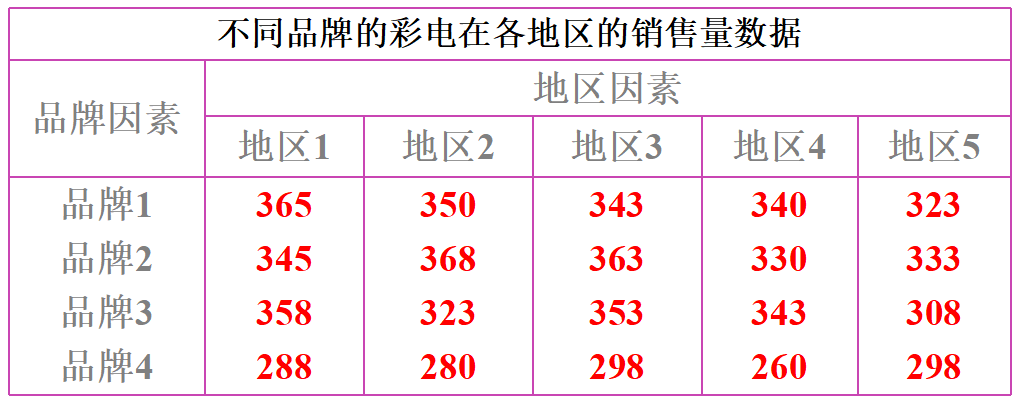 不同品牌的彩电在各地区的销售量数据
品牌因素 地区因素
地区1 地区2 地区3 地区4 地区5
品牌1 365 350 343 340 323
品牌2 345 368 363 330 333
品牌3 358 323 353 343 308
品牌4 288 280 298 260 298